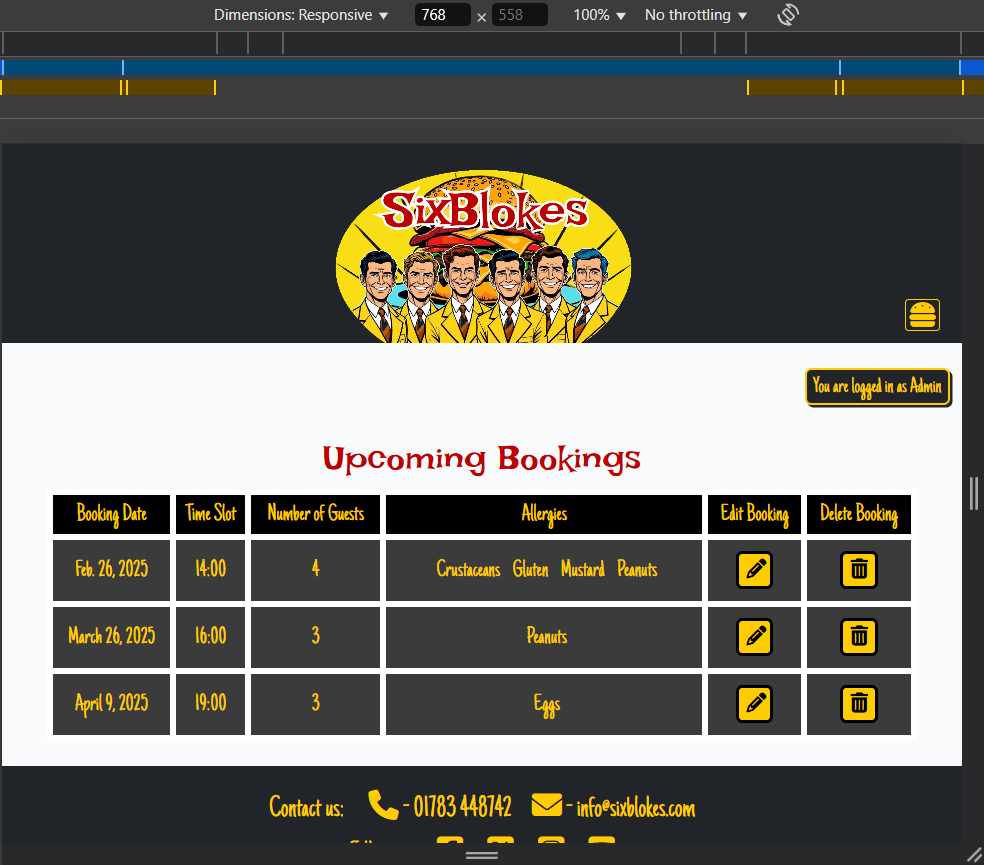 Dimensions: Responsive ▼ 768 × 558 100% ▼ No throttling ▼
SixBlokes
You are logged in as Admin
Upcoming Bookings
Booking Date Time Slot Number of Guests Allergies Edit Booking Delete Booking
Feb. 26, 2025 14:00 4 Crustaceans Gluten Mustard Peanuts
March 26, 2025 16:00 3 Peanuts
April 9, 2025 19:00 3 Eggs
Contact us: - 01783 448742 - info@sixblokes.com